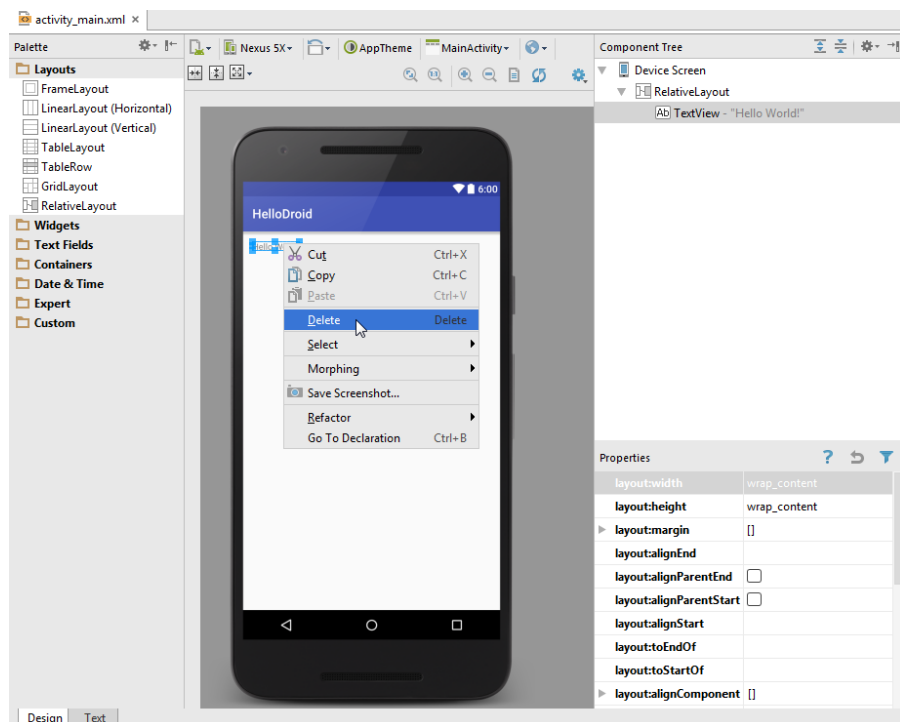 activity_main.xml ×
Palette
Nexus 5X
AppTheme
MainActivity
Component Tree
Layouts
FrameLayout
LinearLayout (Horizontal)
LinearLayout (Vertical)
TableLayout
TableRow
GridLayout
RelativeLayout
Widgets
Text Fields
Containers
Date & Time
Expert
Custom
6:00
HelloDroid
Cut Ctrl+X
Copy Ctrl+C
Paste Ctrl+V
Delete Delete
Select
Morphing
Save Screenshot...
Refactor
Go To Declaration Ctrl+B
Device Screen
RelativeLayout
Ab TextView - "Hello World!"
Properties ?
layout:width wrap_content
layout:height wrap_content
layout:margin []
layout:alignEnd
layout:alignParentEnd
layout:alignParentStart
layout:alignStart
layout:toEndOf
layout:toStartOf
layout:alignComponent []
Design Text